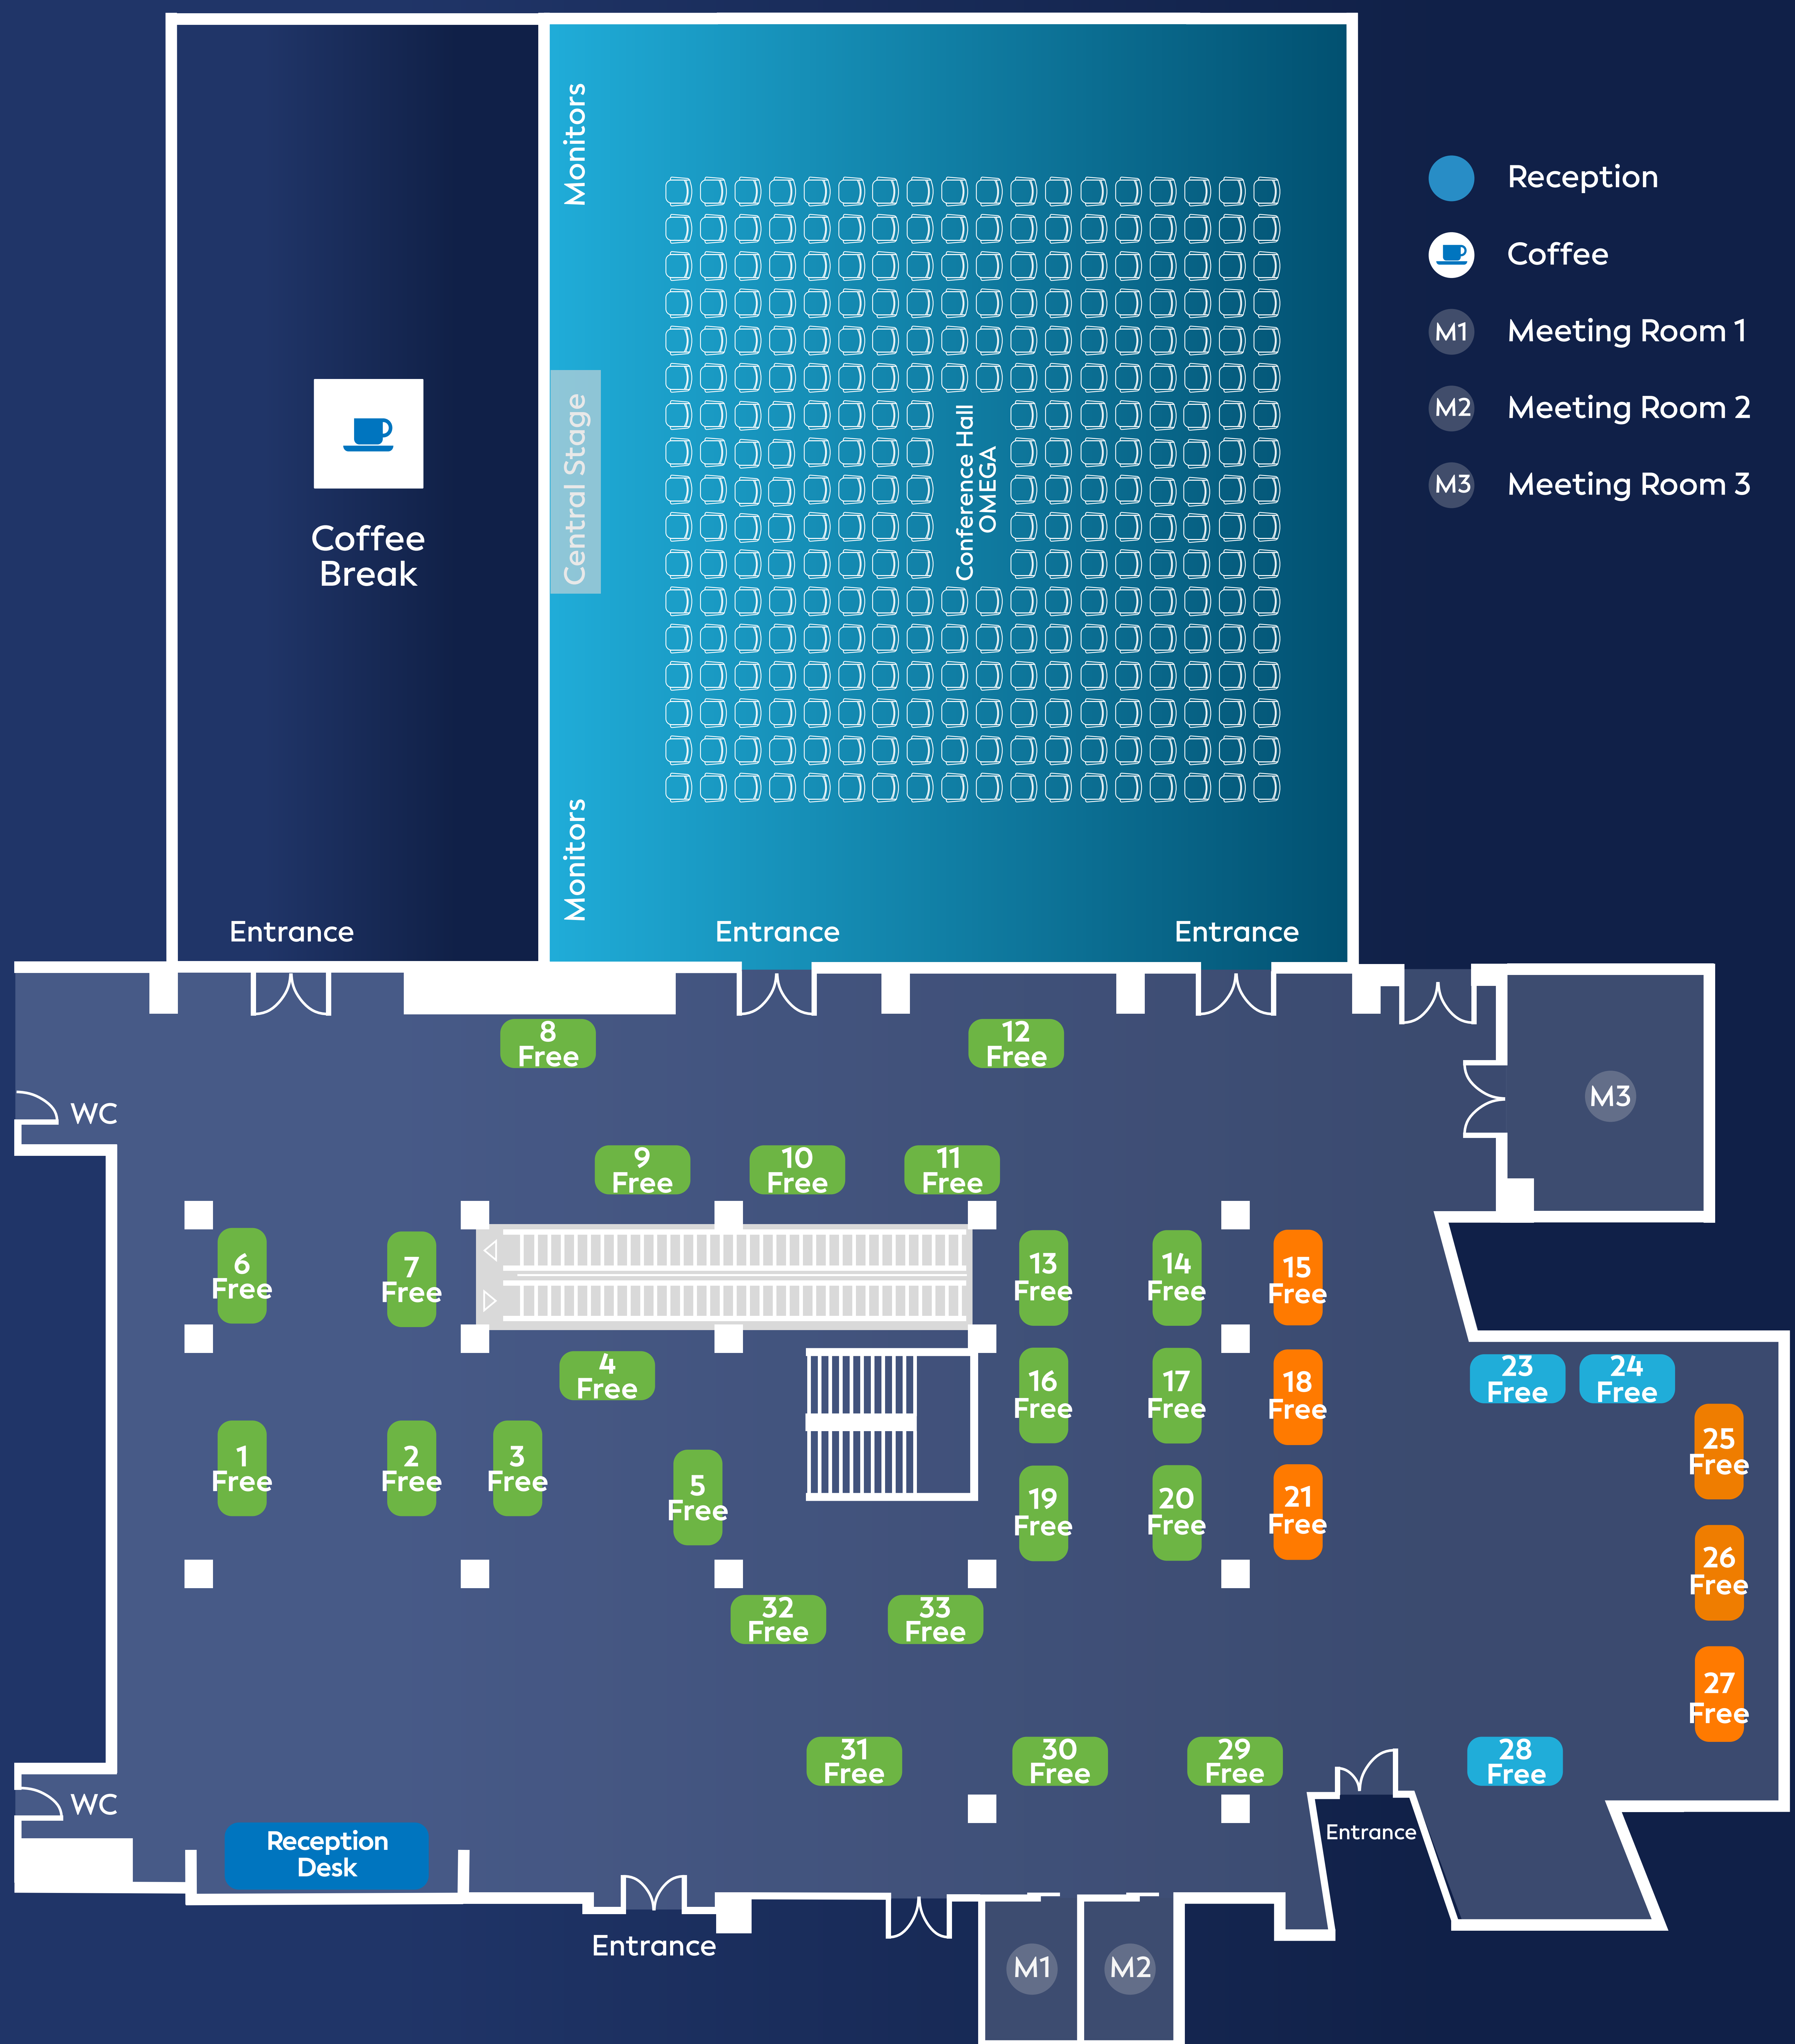 Monitors
Reception
Coffee
M1 Meeting Room 1
M2 Meeting Room 2
M3 Meeting Room 3
Central Stage
Conference Hall
OMEGA
Coffee
Break
Monitors
Entrance
Entrance
Entrance
8
Free
12
Free
WC
M3
9
Free
10
Free
11
Free
6
Free
7
Free
13
Free
14
Free
15
Free
4
Free
16
Free
17
Free
18
Free
23
Free
24
Free
25
Free
1
Free
2
Free
3
Free
5
Free
19
Free
20
Free
21
Free
26
Free
32
Free
33
Free
27
Free
31
Free
30
Free
29
Free
28
Free
WC
Reception
Desk
Entrance
Entrance
M1
M2